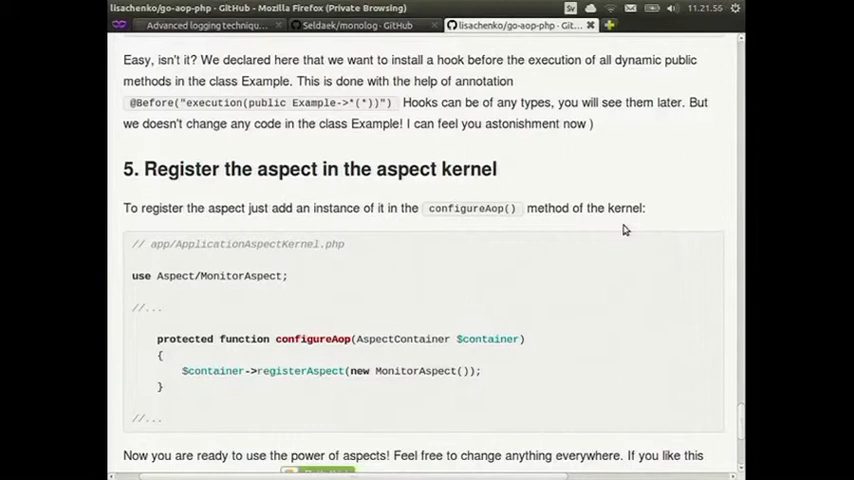 lisachenko/go-aop-php · GitHub - Mozilla Firefox (Private Browsing)
Sv
11.21.55
Advanced logging techniqu...
Seldaek/monolog · GitHub
lisachenko/go-aop-php · Git...
Easy, isn't it? We declared here that we want to install a hook before the execution of all dynamic public
methods in the class Example. This is done with the help of annotation
@Before("execution(public Example->*(*))") Hooks can be of any types, you will see them later. But
we doesn't change any code in the class Example! I can feel you astonishment now )
5. Register the aspect in the aspect kernel
To register the aspect just add an instance of it in the configureAop() method of the kernel:
// app/ApplicationAspectKernel.php
use Aspect/MonitorAspect;
//...
protected function configureAop(AspectContainer $container)
{
$container->registerAspect(new MonitorAspect());
}
//...
Now you are ready to use the power of aspects! Feel free to change anything everywhere. If you like this